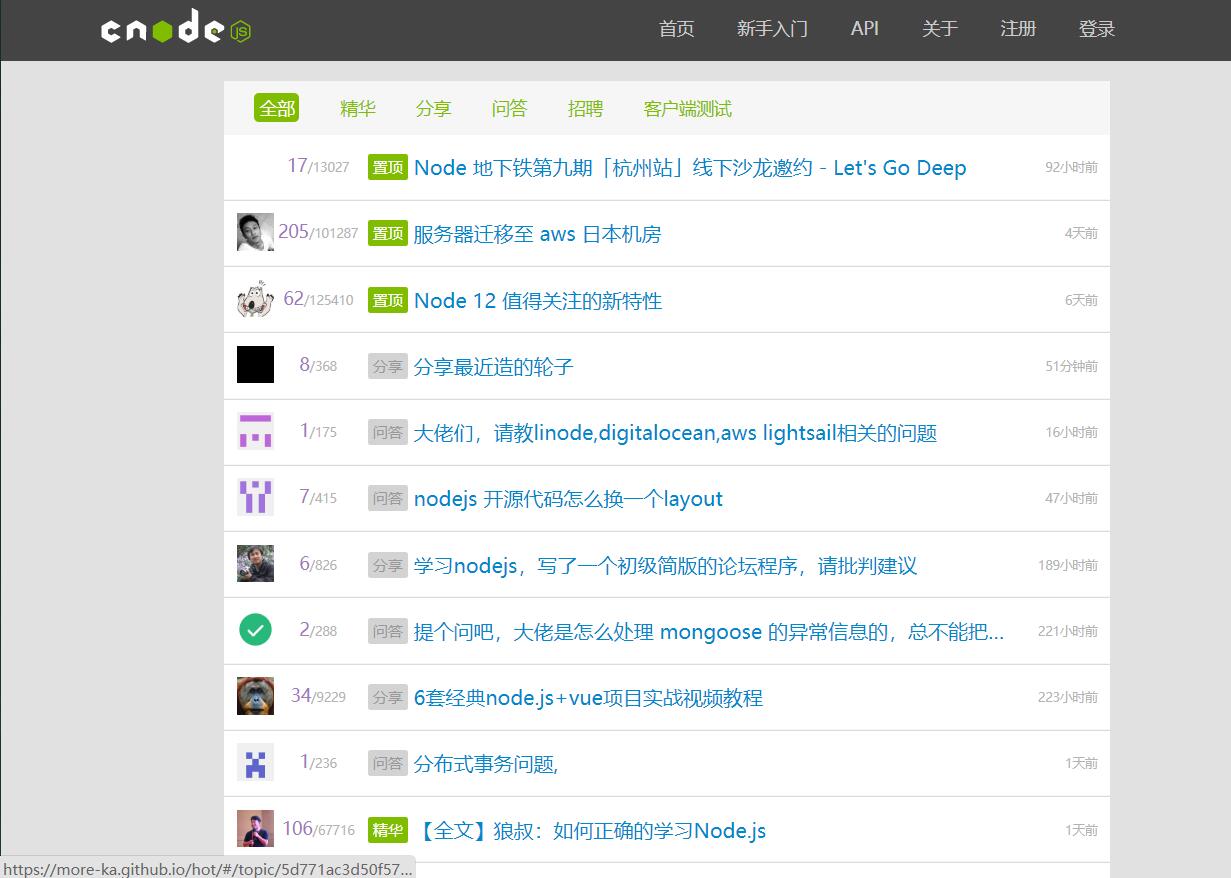 cnode JS
首页 新手入门 API 关于 注册 登录
全部 精华 分享 问答 招聘 客户端测试
17/13027 置顶 Node 地下铁第九期「杭州站」线下沙龙邀约 - Let's Go Deep 92小时前
205/101287 置顶 服务器迁移至 aws 日本机房 4天前
62/125410 置顶 Node 12 值得关注的新特性 6天前
8/368 分享 分享最近造的轮子 51分钟前
1/175 问答 大佬们，请教linode,digitalocean,aws lightsail相关的问题 16小时前
7/415 问答 nodejs 开源代码怎么换一个layout 47小时前
6/826 分享 学习nodejs，写了一个初级简版的论坛程序，请批判建议 189小时前
2/288 问答 提个问吧，大佬是怎么处理 mongoose 的异常信息的，总不能把... 221小时前
34/9229 分享 6套经典node.js+vue项目实战视频教程 223小时前
1/236 问答 分布式事务问题, 1天前
106/67716 精华 【全文】狼叔：如何正确的学习Node.js 1天前
https://more-ka.github.io/hot/#/topic/5d771ac3d50f57...